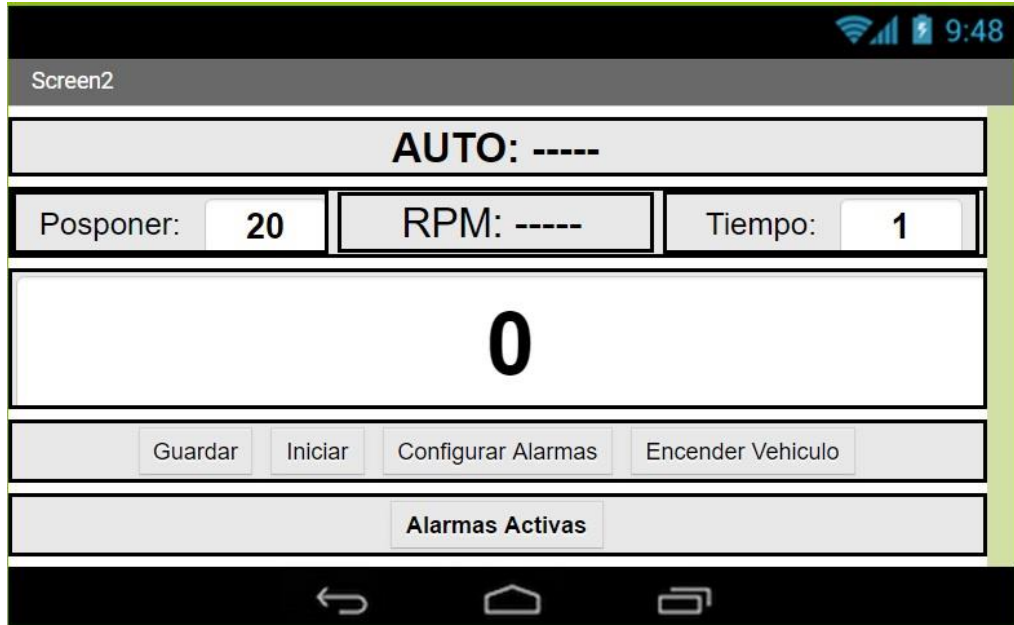 9:48
Screen2
AUTO: -----
Posponer: 20 RPM: ----- Tiempo: 1
0
Guardar Iniciar Configurar Alarmas Encender Vehiculo
Alarmas Activas